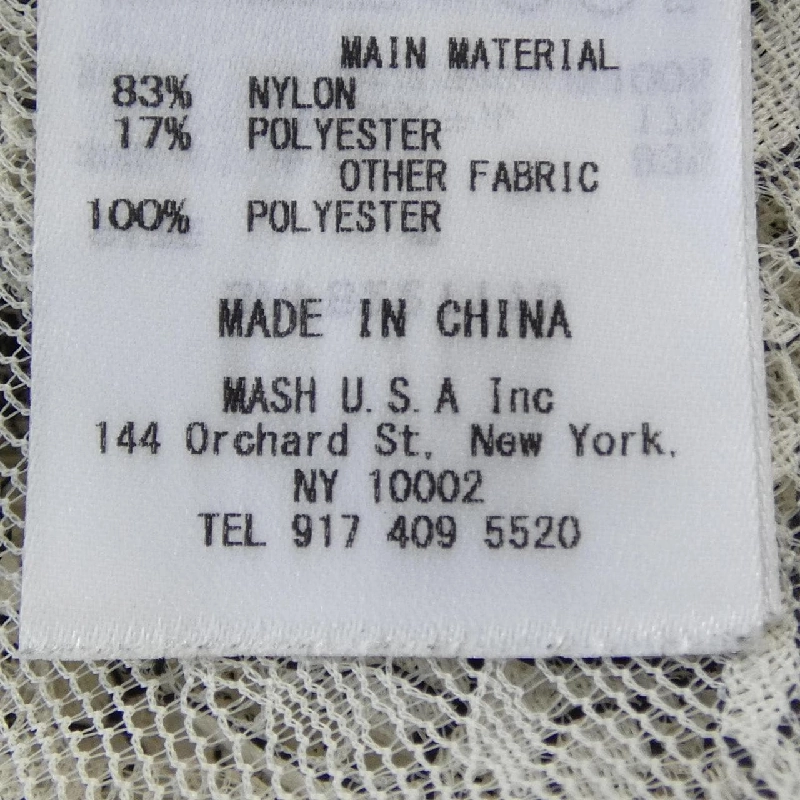 MAIN MATERIAL
83% NYLON
17% POLYESTER
OTHER FABRIC
100% POLYESTER
MADE IN CHINA
MASH U.S.A Inc
144 Orchard St, New York,
NY 10002
TEL 917 409 5520